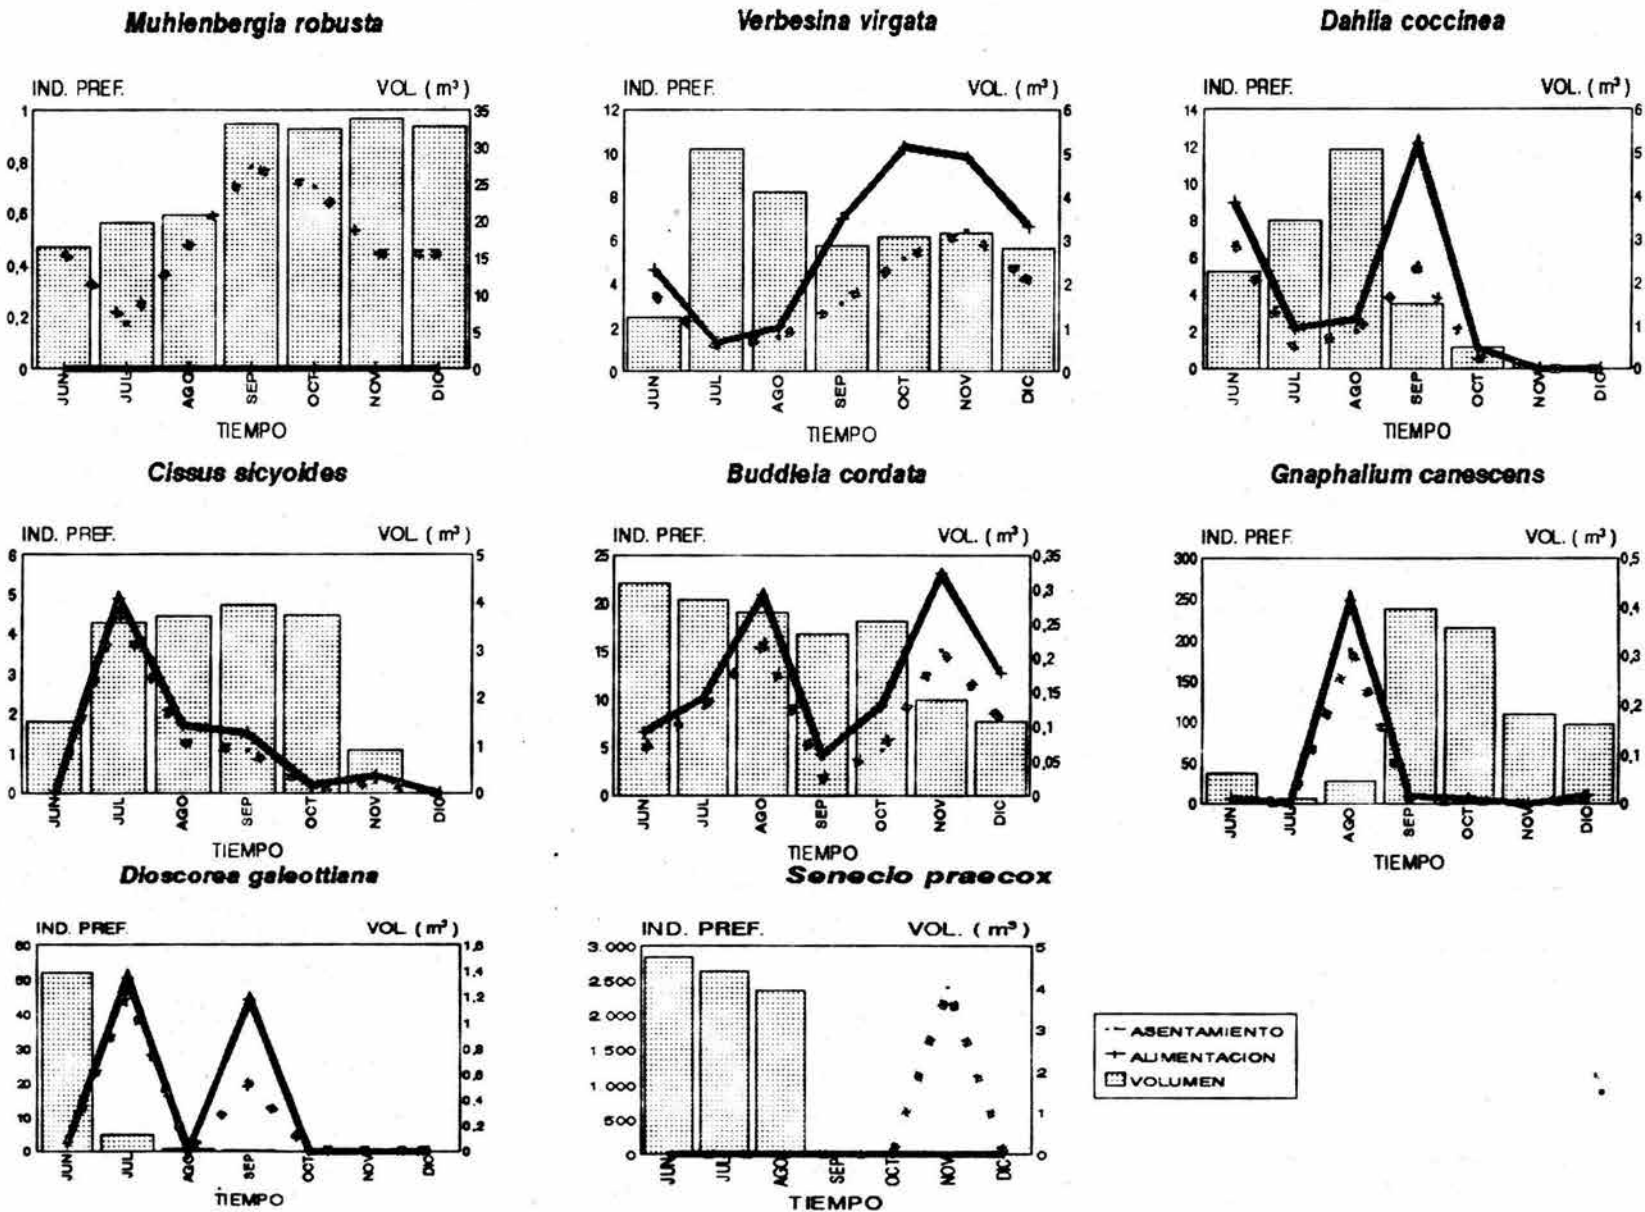 Muhlenbergia robusta
IND. PREF. VOL. ( m³ )
1 35
30
0,8
25
0,6 20
15
0,4
10
0,2
5
0 0
JUN JUL AGO SEP OCT NOV DIC
TIEMPO
Verbesina virgata
IND. PREF. VOL. ( m³ )
12 6
10 5
8 4
6 3
4 2
2 1
0 0
JUN JUL AGO SEP OCT NOV DIC
TIEMPO
Dahlia coccinea
IND. PREF. VOL. ( m³ )
14 6
12 5
10
4
8
3
6
2
4
2 1
0 0
JUN JUL AGO SEP OCT NOV DIC
TIEMPO
Cissus sicyoides
IND. PREF. VOL. ( m³ )
6 5
5
4
4
3
3
2
2
1
1
0 0
JUN JUL AGO SEP OCT NOV DIC
TIEMPO
Buddleia cordata
IND. PREF. VOL. ( m³ )
25 0,35
0,3
20
0,25
15
0,2
10 0,15
0,1
5
0,05
0 0
JUN JUL AGO SEP OCT NOV DIC
TIEMPO
Gnaphalium canescens
IND. PREF. VOL. ( m³ )
300 0,5
250
0,4
200
0,3
150
0,2
100
50 0,1
0 0
JUN JUL AGO SEP OCT NOV DIC
TIEMPO
Dioscorea galeottiana
IND. PREF. VOL. ( m³ )
60 1,6
50 1,4
1,2
40
1
30 0,8
0,6
20
0,4
10
0,2
0 0
JUN JUL AGO SEP OCT NOV DIC
TIEMPO
Senecio praecox
IND. PREF. VOL. ( m³ )
3 000 5
2 500
4
2 000
3
1 500
2
1 000
500 1
0 0
JUN JUL AGO SEP OCT NOV DIC
TIEMPO
ASENTAMIENTO
ALIMENTACION
VOLUMEN